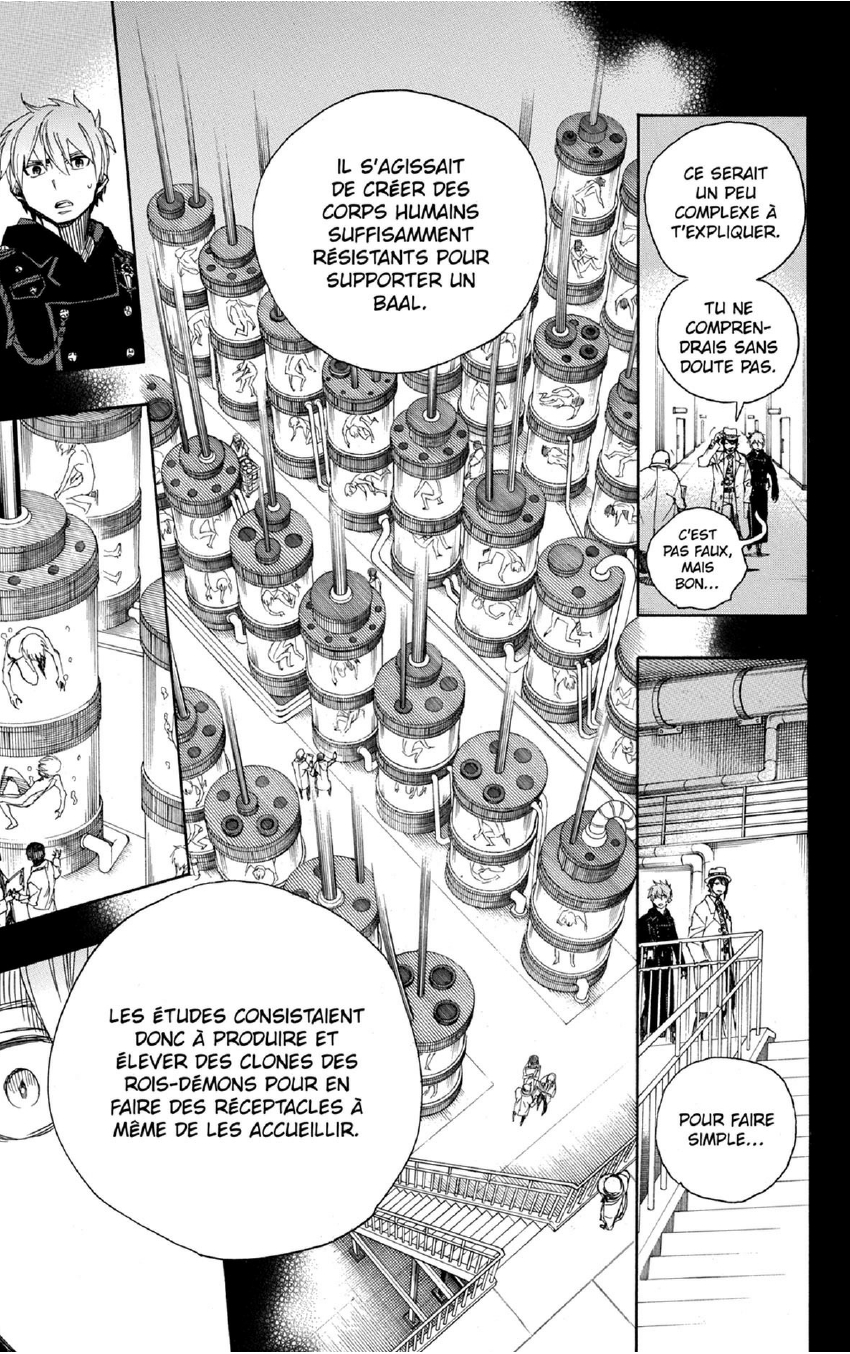 CE SERAIT
UN PEU
COMPLEXE À
T'EXPLIQUER.
TU NE
COMPREN-
DRAIS SANS
DOUTE PAS.
C'EST
PAS FAUX,
MAIS
BON...
POUR FAIRE
SIMPLE...
IL S'AGISSAIT
DE CRÉER DES
CORPS HUMAINS
SUFFISAMMENT
RÉSISTANTS POUR
SUPPORTER UN
BAAL.
LES ÉTUDES CONSISTAIENT
DONC À PRODUIRE ET
ÉLEVER DES CLONES DES
ROIS-DÉMONS POUR EN
FAIRE DES RÉCEPTACLES À
MÊME DE LES ACCUEILLIR.